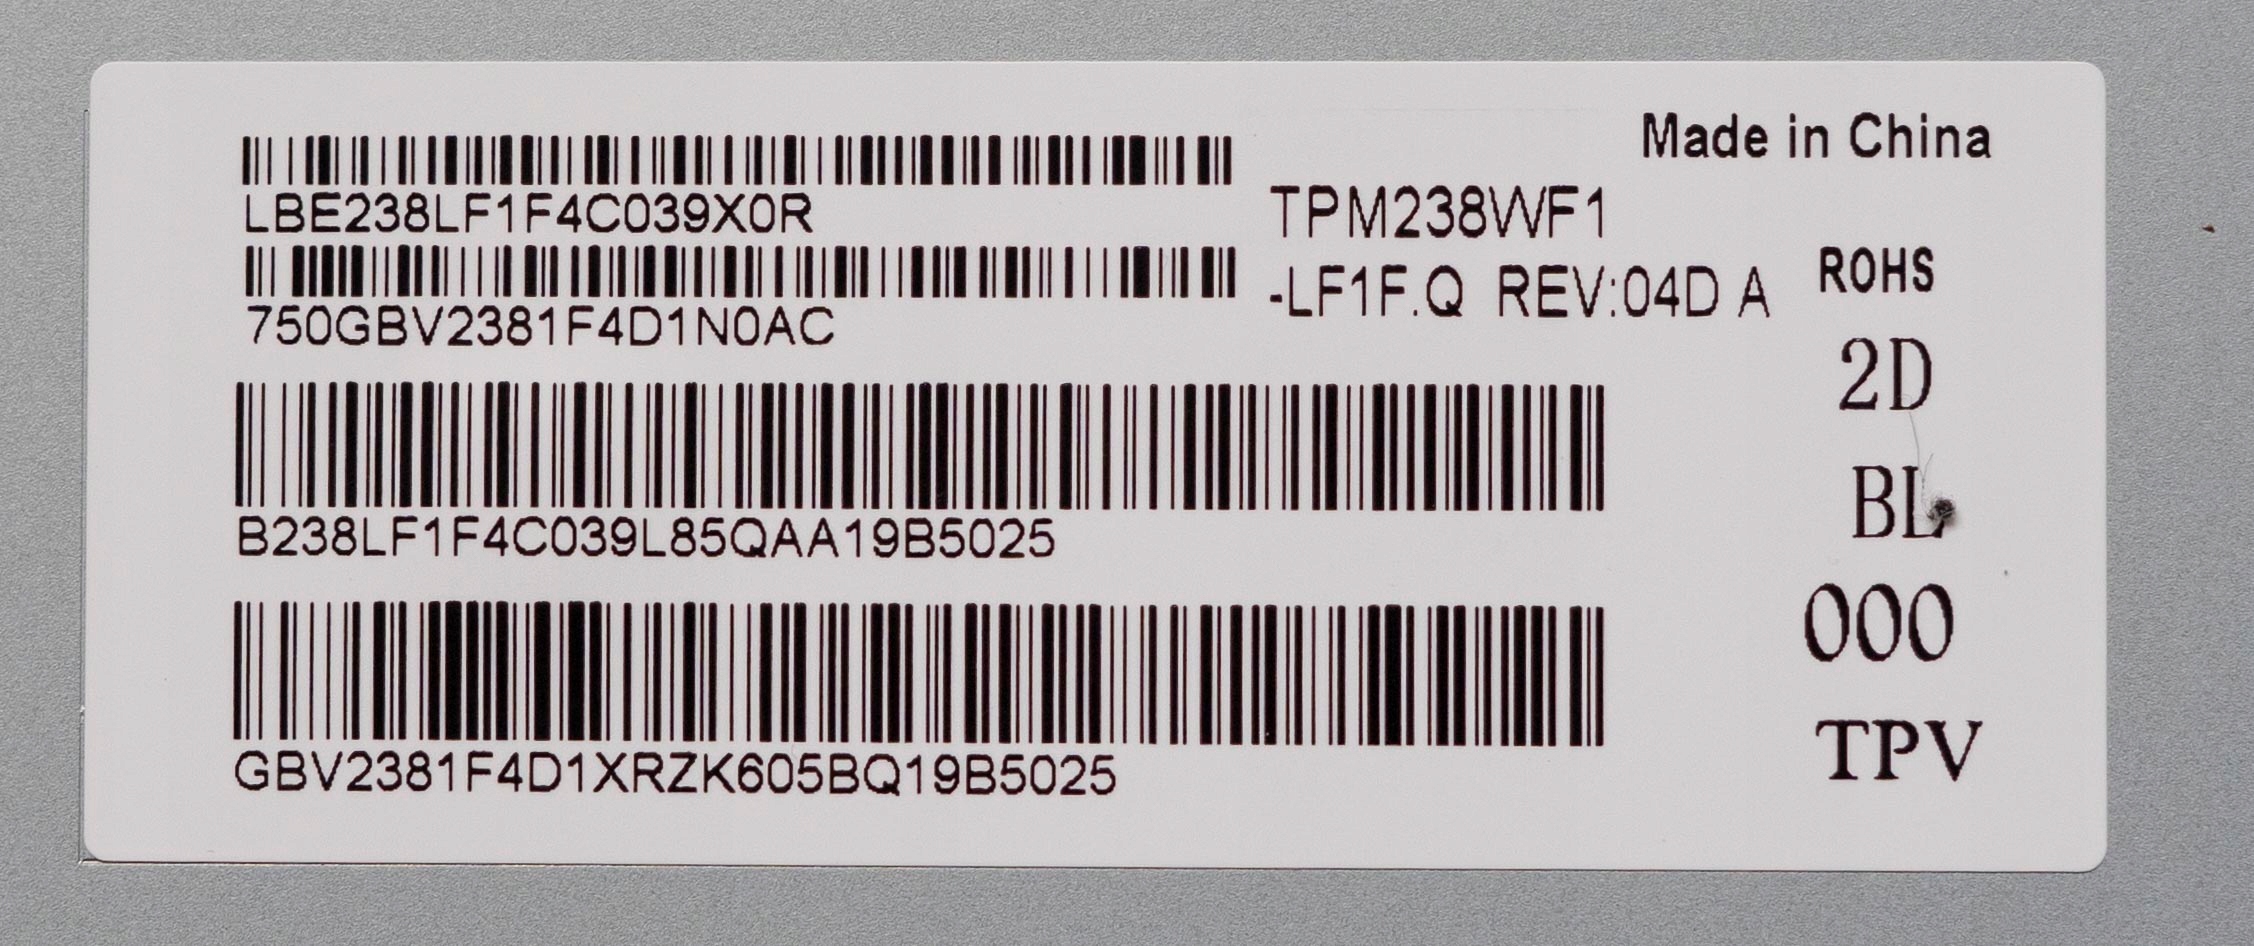 Made in China
LBE238LF1F4C039X0R
TPM238WF1
750GBV2381F4D1N0AC
-LF1F.Q REV:04D A
ROHS
2D
B238LF1F4C039L85QAA19B5025
BL
000
GBV2381F4D1XRZK605BQ19B5025
TPV